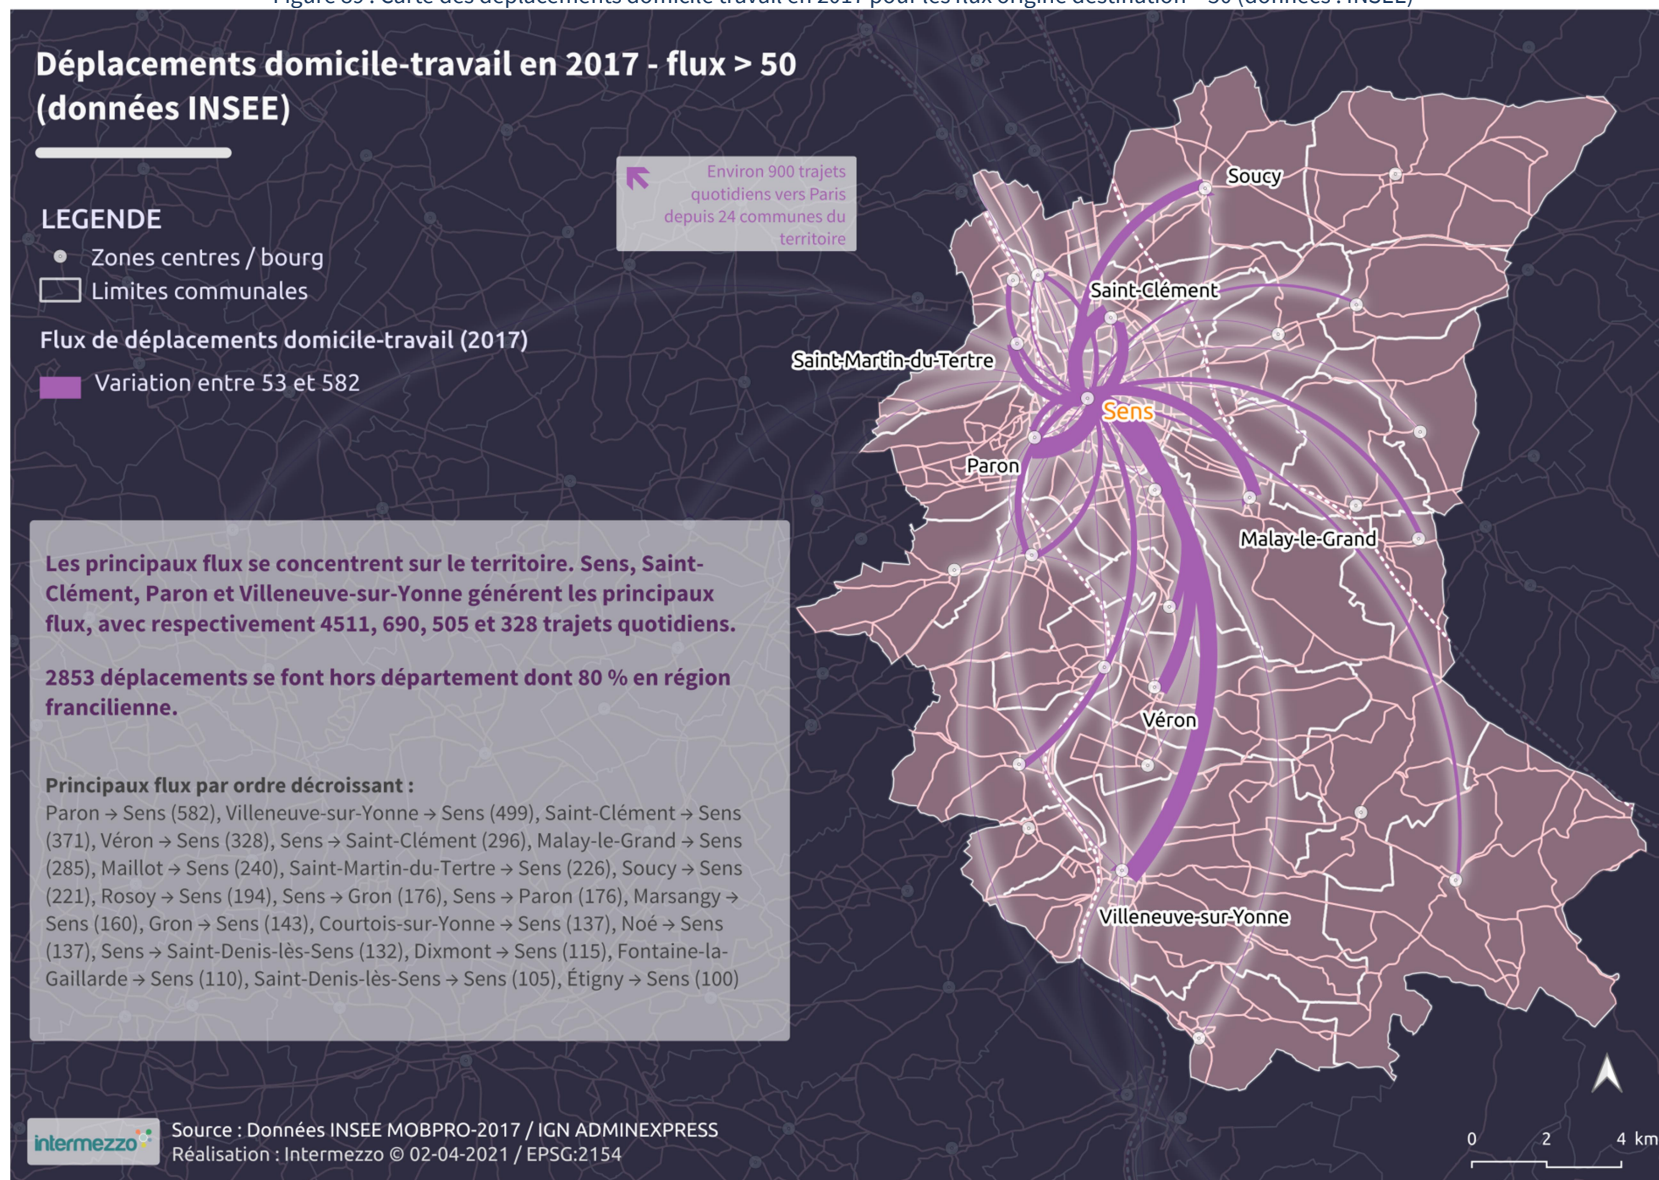 Déplacements domicile-travail en 2017 - flux > 50
(données INSEE)
LEGENDE
Zones centres / bourg
Limites communales
Flux de déplacements domicile-travail (2017)
Variation entre 53 et 582
Environ 900 trajets
quotidiens vers Paris
depuis 24 communes du
territoire
Soucy
Saint-Clément
Saint-Martin-du-Tertre
Sens
Paron
Malay-le-Grand
Véron
Villeneuve-sur-Yonne
Les principaux flux se concentrent sur le territoire. Sens, Saint-
Clément, Paron et Villeneuve-sur-Yonne générent les principaux
flux, avec respectivement 4511, 690, 505 et 328 trajets quotidiens.
2853 déplacements se font hors département dont 80 % en région
francilienne.
Principaux flux par ordre décroissant :
Paron → Sens (582), Villeneuve-sur-Yonne → Sens (499), Saint-Clément → Sens
(371), Véron → Sens (328), Sens → Saint-Clément (296), Malay-le-Grand → Sens
(285), Maillot → Sens (240), Saint-Martin-du-Tertre → Sens (226), Soucy → Sens
(221), Rosoy → Sens (194), Sens → Gron (176), Sens → Paron (176), Marsangy →
Sens (160), Gron → Sens (143), Courtois-sur-Yonne → Sens (137), Noé → Sens
(137), Sens → Saint-Denis-lès-Sens (132), Dixmont → Sens (115), Fontaine-la-
Gaillarde → Sens (110), Saint-Denis-lès-Sens → Sens (105), Étigny → Sens (100)
intermezzo
Source : Données INSEE MOBPRO-2017 / IGN ADMINEXPRESS
Réalisation : Intermezzo © 02-04-2021 / EPSG:2154
0 2 4 km